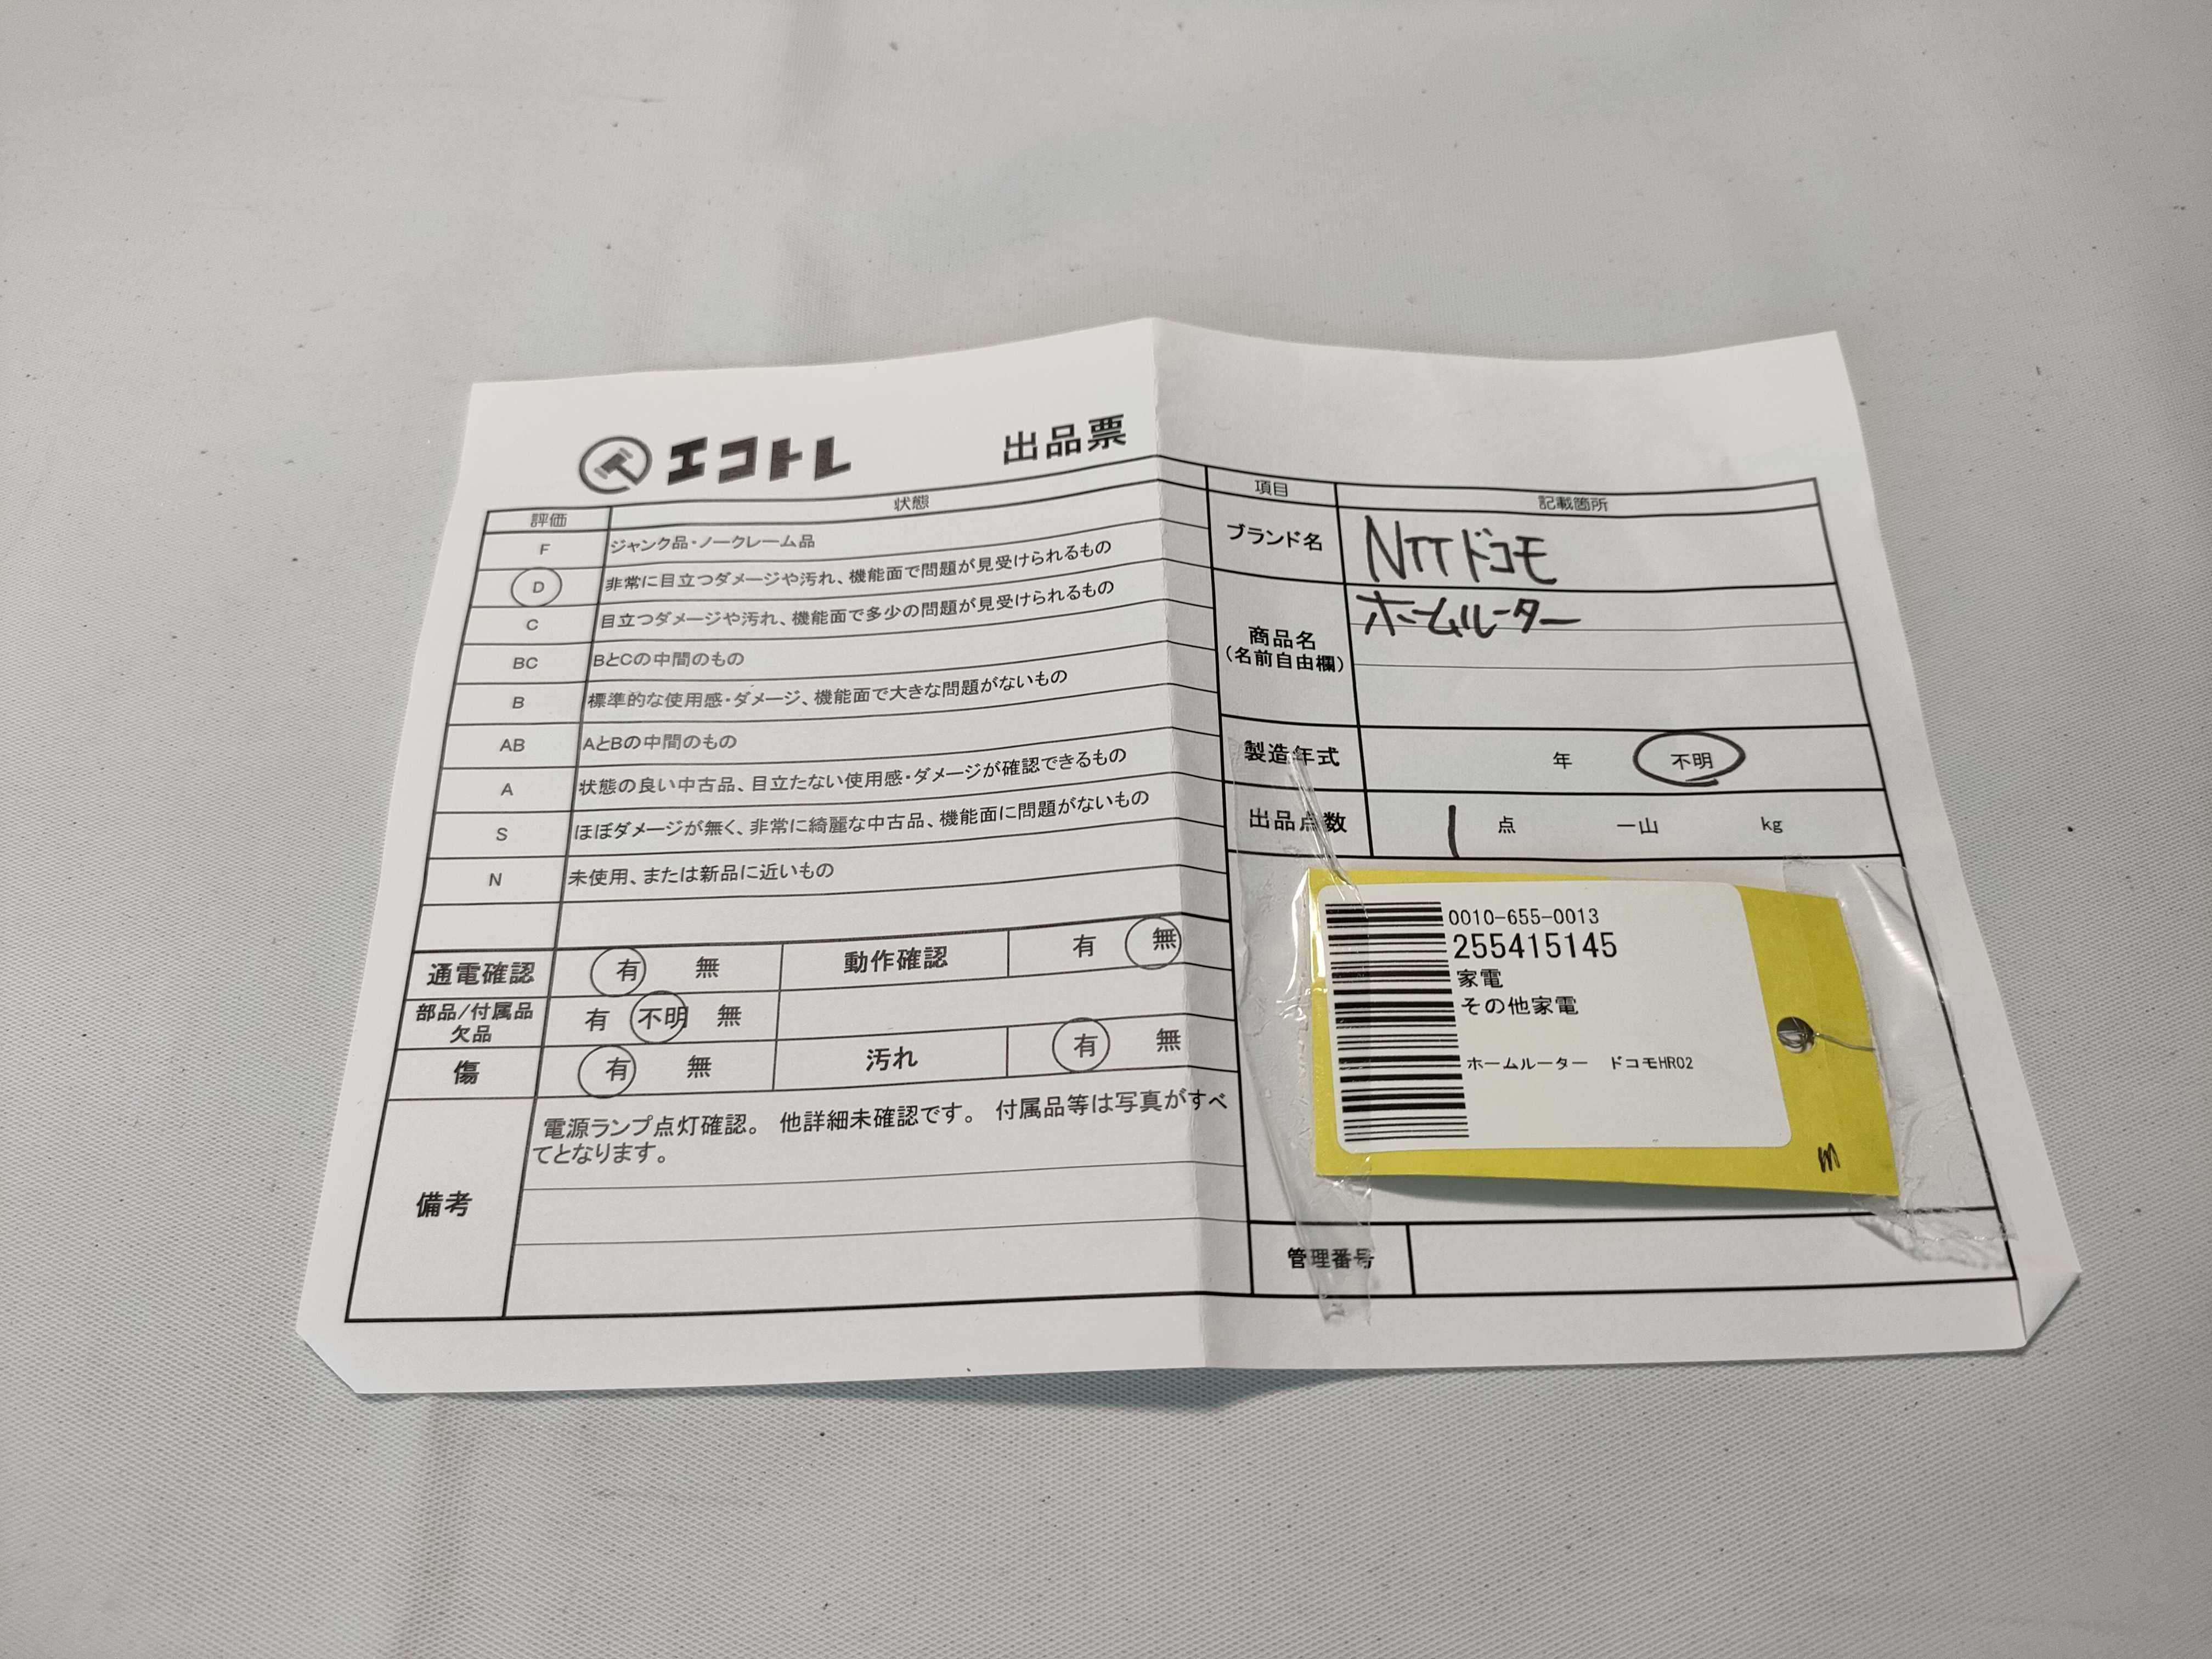 エコトレ
出品票
評価 状態
F ジャンク品・ノークレーム品
D 非常に目立つダメージや汚れ、機能面で問題が見受けられるもの
C 目立つダメージや汚れ、機能面で多少の問題が見受けられるもの
BC BとCの中間のもの
B 標準的な使用感・ダメージ、機能面で大きな問題がないもの
AB AとBの中間のもの
A 状態の良い中古品、目立たない使用感・ダメージが確認できるもの
S ほぼダメージが無く、非常に綺麗な中古品、機能面に問題がないもの
N 未使用、または新品に近いもの
通電確認 有 無 動作確認 有 無
部品/付属品
欠品
有 不明 無
傷 有 無 汚れ 有 無
備考
電源ランプ点灯確認。 他詳細未確認です。 付属品等は写真がすべ
てとなります。
項目 記載箇所
ブランド名 NTTドコモ
商品名
(名前自由欄)
ホームルーター
製造年式 年 不明
出品点数 1 点 一山 kg
0010-655-0013
255415145
家電
その他家電
ホームルーター ドコモHR02
m
管理番号